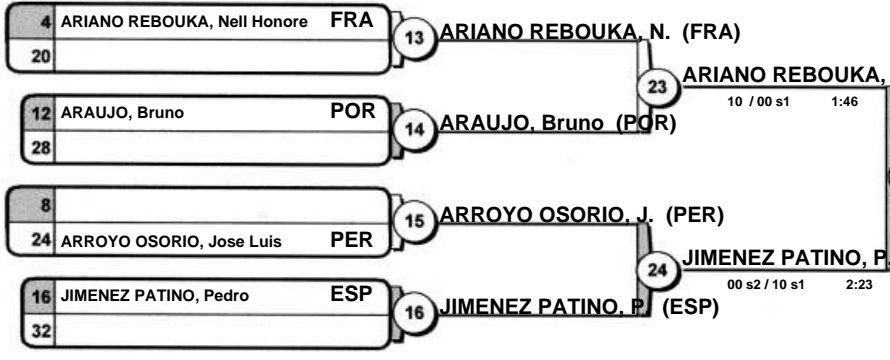 4 ARIANO REBOUKA, Nell Honore FRA
20
13 ARIANO REBOUKA, N. (FRA)
12 ARAUJO, Bruno POR
28
14 ARAUJO, Bruno (POR)
23 ARIANO REBOUKA,
10 / 00 s1 1:46
8
24 ARROYO OSORIO, Jose Luis PER
15 ARROYO OSORIO, J. (PER)
16 JIMENEZ PATINO, Pedro ESP
32
16 JIMENEZ PATINO, P. (ESP)
24 JIMENEZ PATINO, P.
00 s2 / 10 s1 2:23